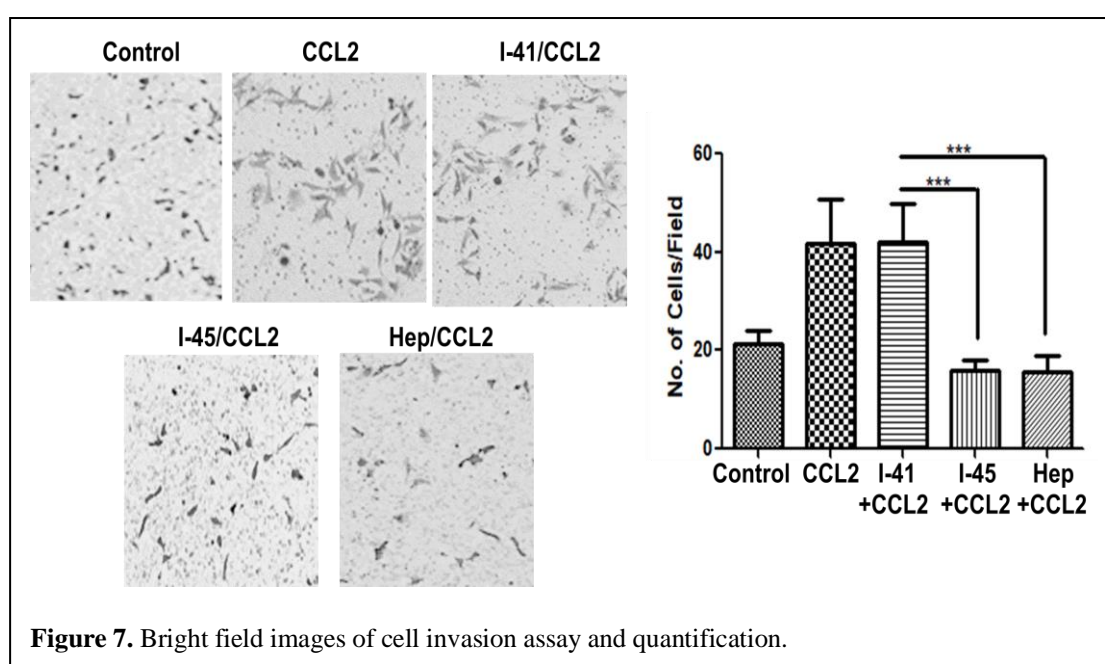 Control CCL2 I-41/CCL2
I-45/CCL2 Hep/CCL2
No. of Cells/Field
60
40
20
0
***
***
Control CCL2 I-41 I-45 Hep
+CCL2 +CCL2 +CCL2
Figure 7. Bright field images of cell invasion assay and quantification.